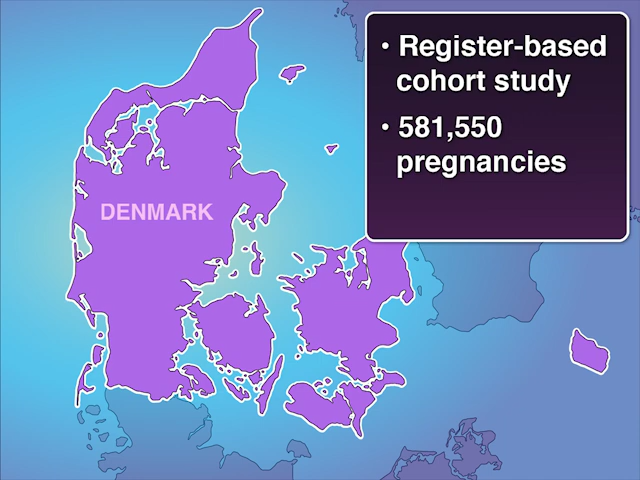 • Register-based
cohort study
• 581,550
pregnancies
DENMARK